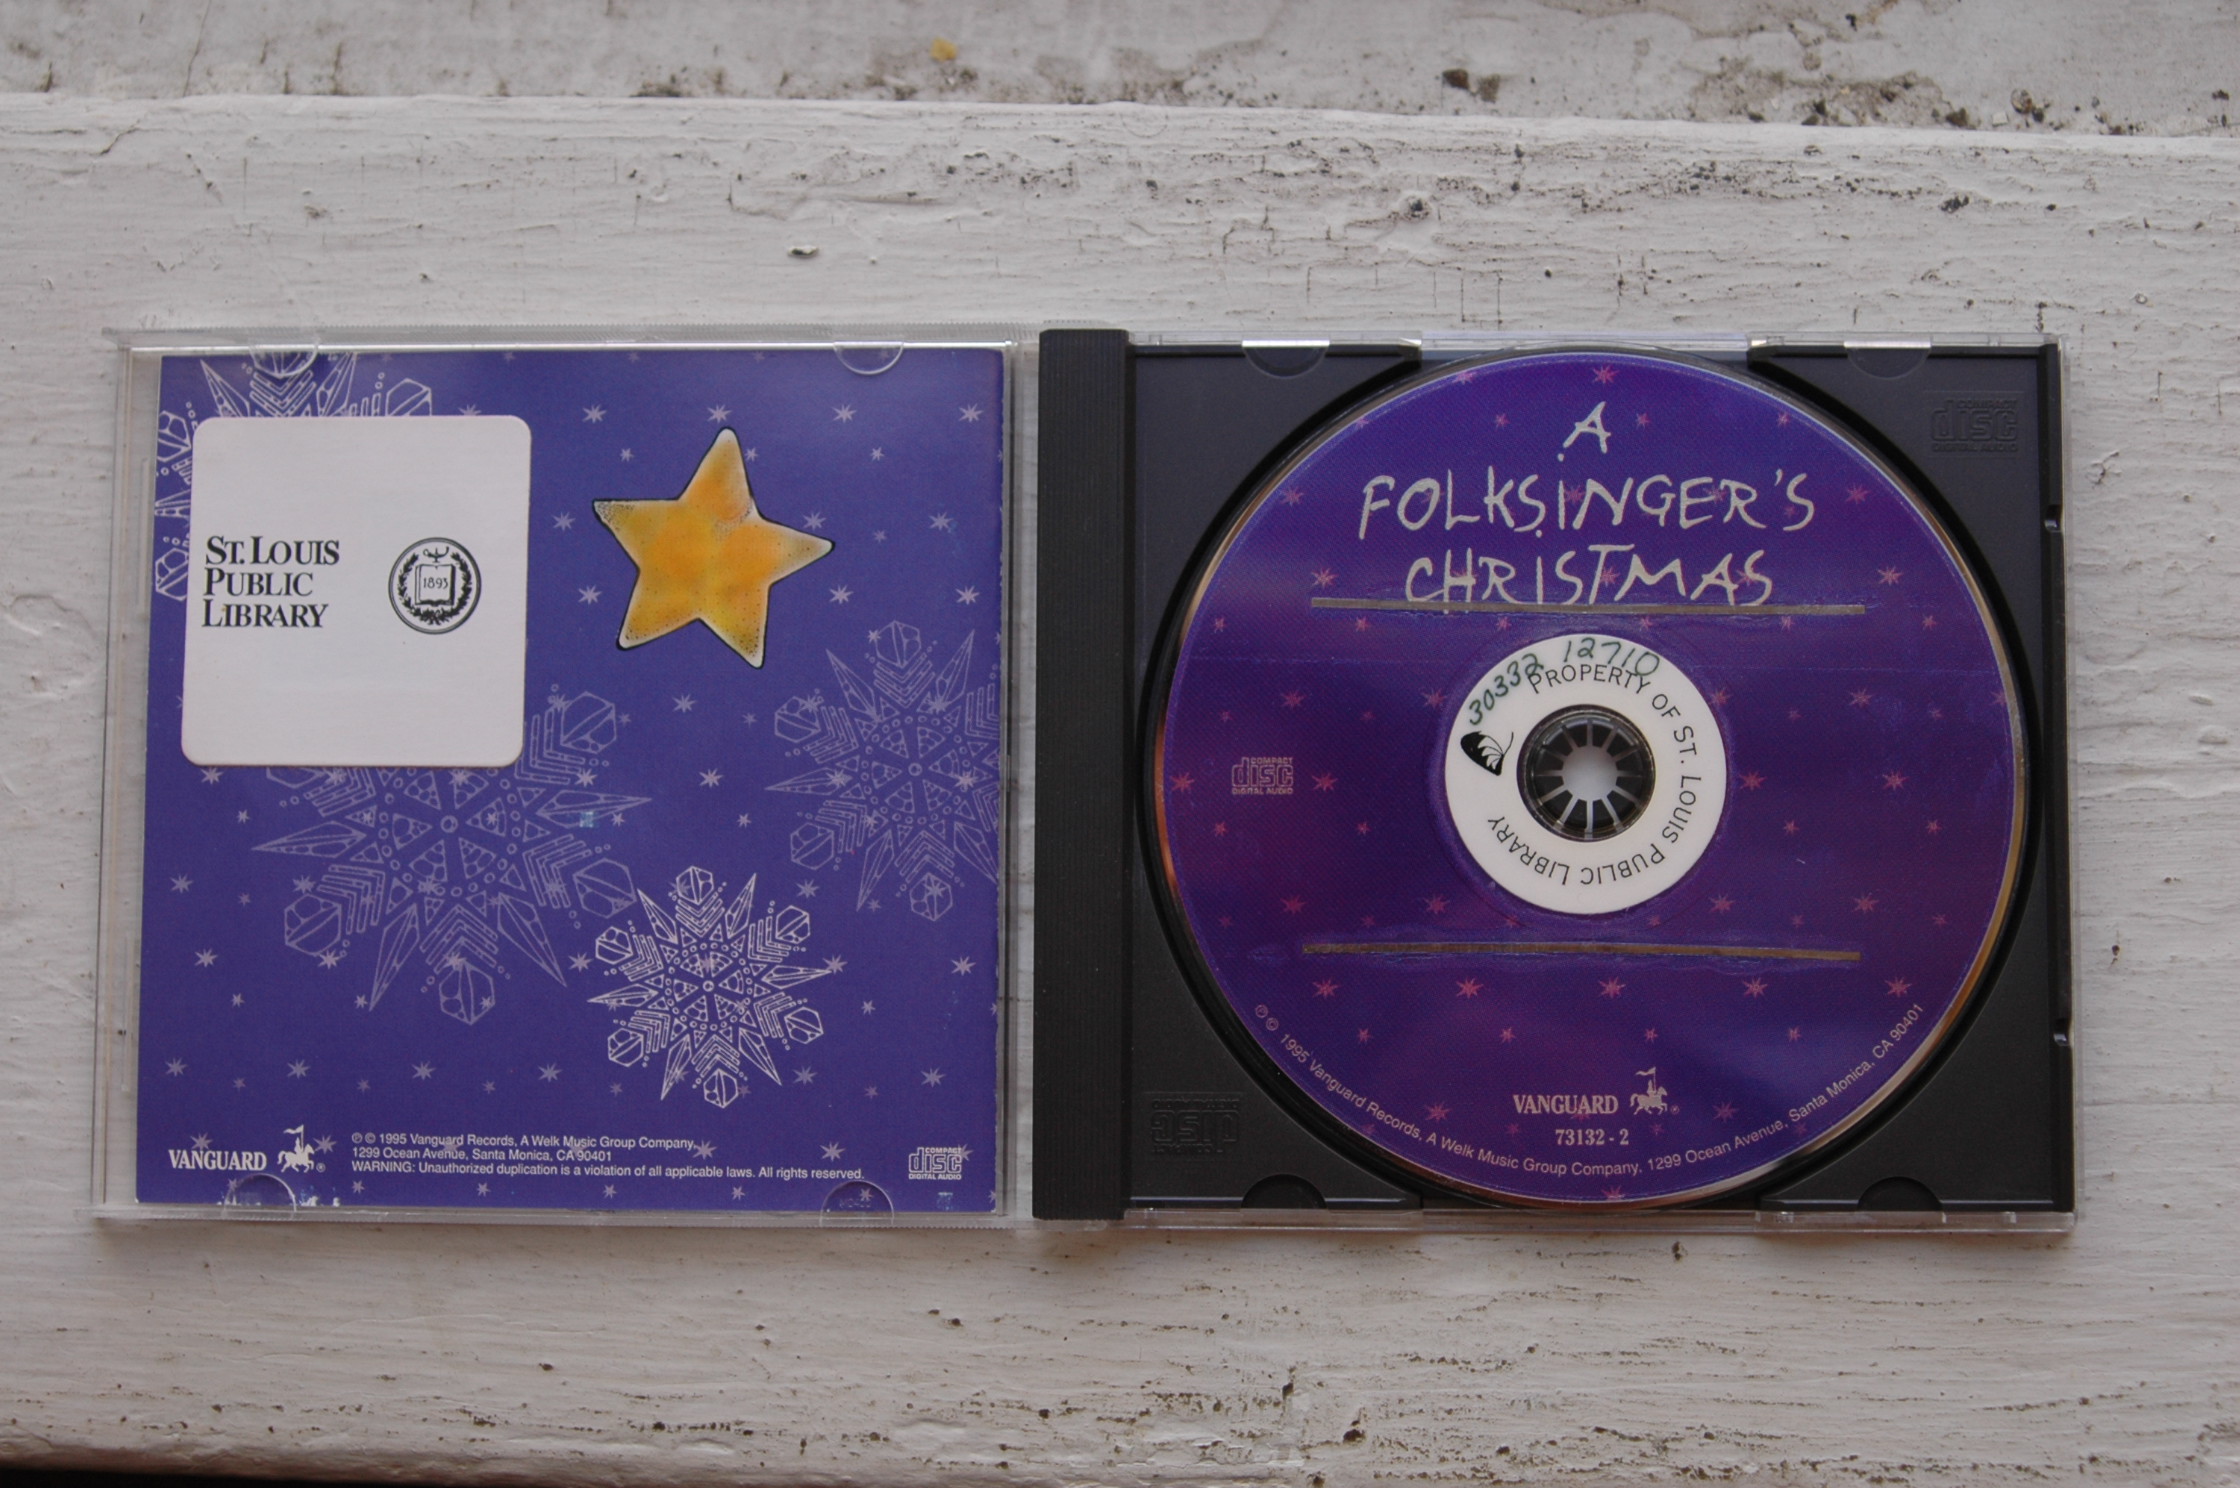 ST. LOUIS
PUBLIC
LIBRARY
1893
VANGUARD ®
℗ © 1995 Vanguard Records, A Welk Music Group Company,
1299 Ocean Avenue, Santa Monica, CA 90401
WARNING: Unauthorized duplication is a violation of all applicable laws. All rights reserved.
COMPACT
disc
DIGITAL AUDIO
A
FOLKSINGER'S
CHRISTMAS
30332 12710
PROPERTY OF ST. LOUIS PUBLIC LIBRARY
COMPACT
disc
DIGITAL AUDIO
VANGUARD ®
73132 - 2
℗ © 1995 Vanguard Records, A Welk Music Group Company, 1299 Ocean Avenue, Santa Monica, CA 90401
COMPACT
disc
DIGITAL AUDIO
disc